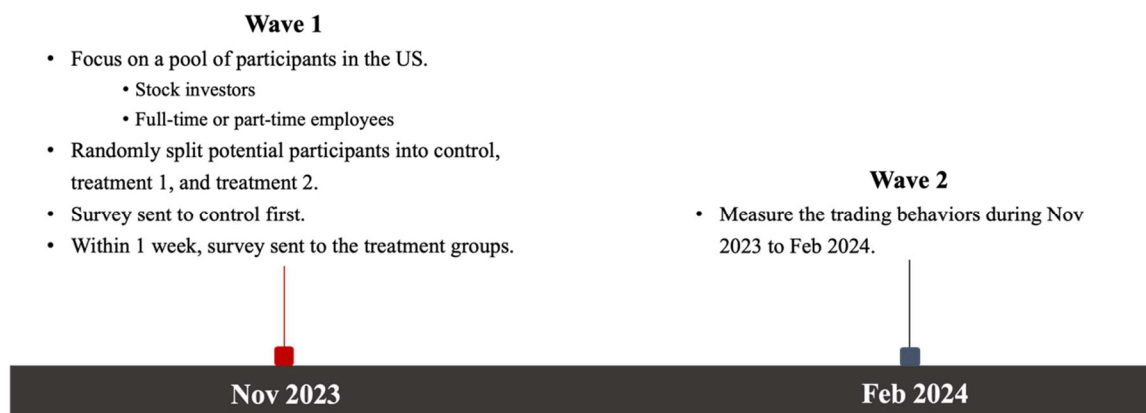 Wave 1
• Focus on a pool of participants in the US.
• Stock investors
• Full-time or part-time employees
• Randomly split potential participants into control,
treatment 1, and treatment 2.
• Survey sent to control first.
• Within 1 week, survey sent to the treatment groups.
Wave 2
• Measure the trading behaviors during Nov
2023 to Feb 2024.
Nov 2023
Feb 2024